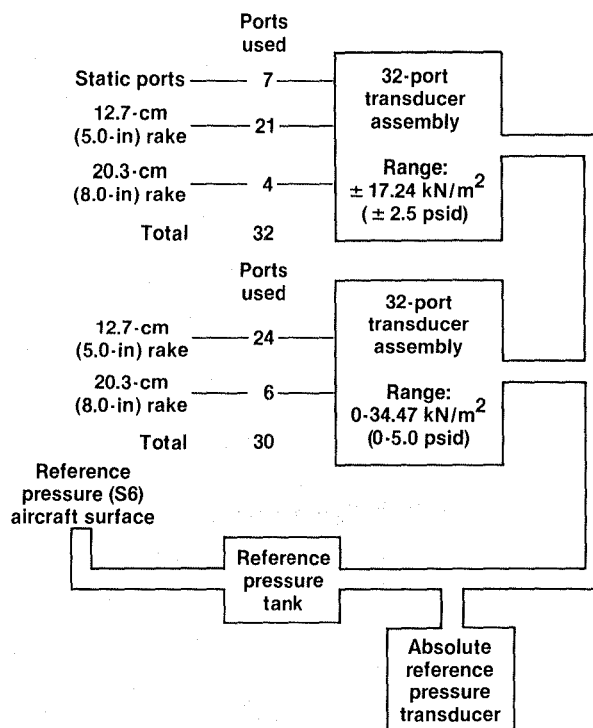 Ports
used
Static ports 7
12.7-cm
(5.0-in) rake 21
20.3-cm
(8.0-in) rake 4
Total 32
32-port
transducer
assembly
Range:
± 17.24 kN/m²
(± 2.5 psid)
Ports
used
12.7-cm
(5.0-in) rake 24
20.3-cm
(8.0-in) rake 6
Total 30
32-port
transducer
assembly
Range:
0-34.47 kN/m²
(0-5.0 psid)
Reference
pressure (S6)
aircraft surface
Reference
pressure
tank
Absolute
reference
pressure
transducer